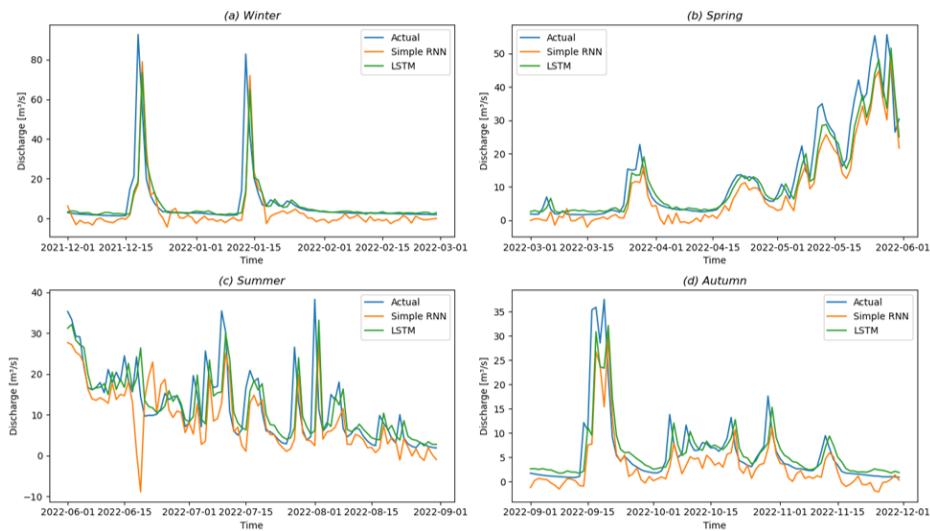 (a) Winter
Discharge [m³/s]
80
60
40
20
0
Actual
Simple RNN
LSTM
2021-12-01 2021-12-15 2022-01-01 2022-01-15 2022-02-01 2022-02-15 2022-03-01
Time
(b) Spring
Discharge [m³/s]
50
40
30
20
10
0
Actual
Simple RNN
LSTM
2022-03-01 2022-03-15 2022-04-01 2022-04-15 2022-05-01 2022-05-15 2022-06-01
Time
(c) Summer
Discharge [m³/s]
40
30
20
10
0
−10
Actual
Simple RNN
LSTM
2022-06-01 2022-06-15 2022-07-01 2022-07-15 2022-08-01 2022-08-15 2022-09-01
Time
(d) Autumn
Discharge [m³/s]
35
30
25
20
15
10
5
0
Actual
Simple RNN
LSTM
2022-09-01 2022-09-15 2022-10-01 2022-10-15 2022-11-01 2022-11-15 2022-12-01
Time